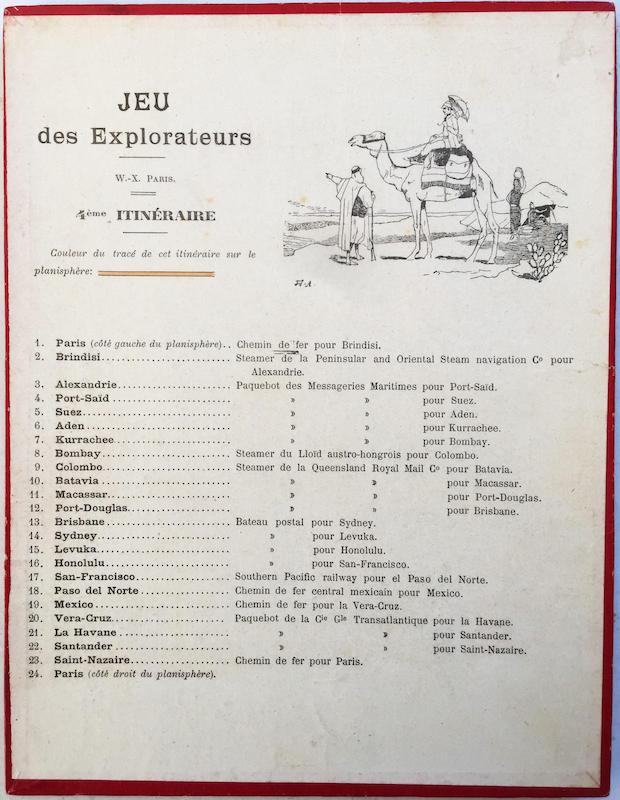 JEU
des Explorateurs
W.-X. PARIS.
4ème ITINÉRAIRE
Couleur du tracé de cet itinéraire sur le
planisphère:
1. Paris (côté gauche du planisphère).. Chemin de fer pour Brindisi.
2. Brindisi.............................. Steamer de la Peninsular and Oriental Steam navigation Co pour
Alexandrie.
3. Alexandrie.......................... Paquebot des Messageries Maritimes pour Port-Saïd.
4. Port-Saïd ........................... » » pour Suez.
5. Suez.................................. » » pour Aden.
6. Aden ................................. » » pour Kurrachee.
7. Kurrachee........................... » » pour Bombay.
8. Bombay .............................. Steamer du Lloïd austro-hongrois pour Colombo.
9. Colombo............................. Steamer de la Queensland Royal Mail Co pour Batavia.
10. Batavia ............................. » » pour Macassar.
11. Macassar............................ » » pour Port-Douglas.
12. Port-Douglas....................... » » pour Brisbane.
13. Brisbane ............................ Bateau postal pour Sydney.
14. Sydney............................... » pour Levuka.
15. Levuka............................... » pour Honolulu.
16. Honolulu ............................ » pour San-Francisco.
17. San-Francisco...................... Southern Pacific railway pour el Paso del Norte.
18. Paso del Norte ..................... Chemin de fer central mexicain pour Mexico.
19. Mexico ............................... Chemin de fer pour la Vera-Cruz.
20. Vera-Cruz........................... Paquebot de la Cie Gle Transatlantique pour la Havane.
21. La Havane .......................... » » pour Santander.
22. Santander .......................... » » pour Saint-Nazaire.
23. Saint-Nazaire....................... Chemin de fer pour Paris.
24. Paris (côté droit du planisphère).